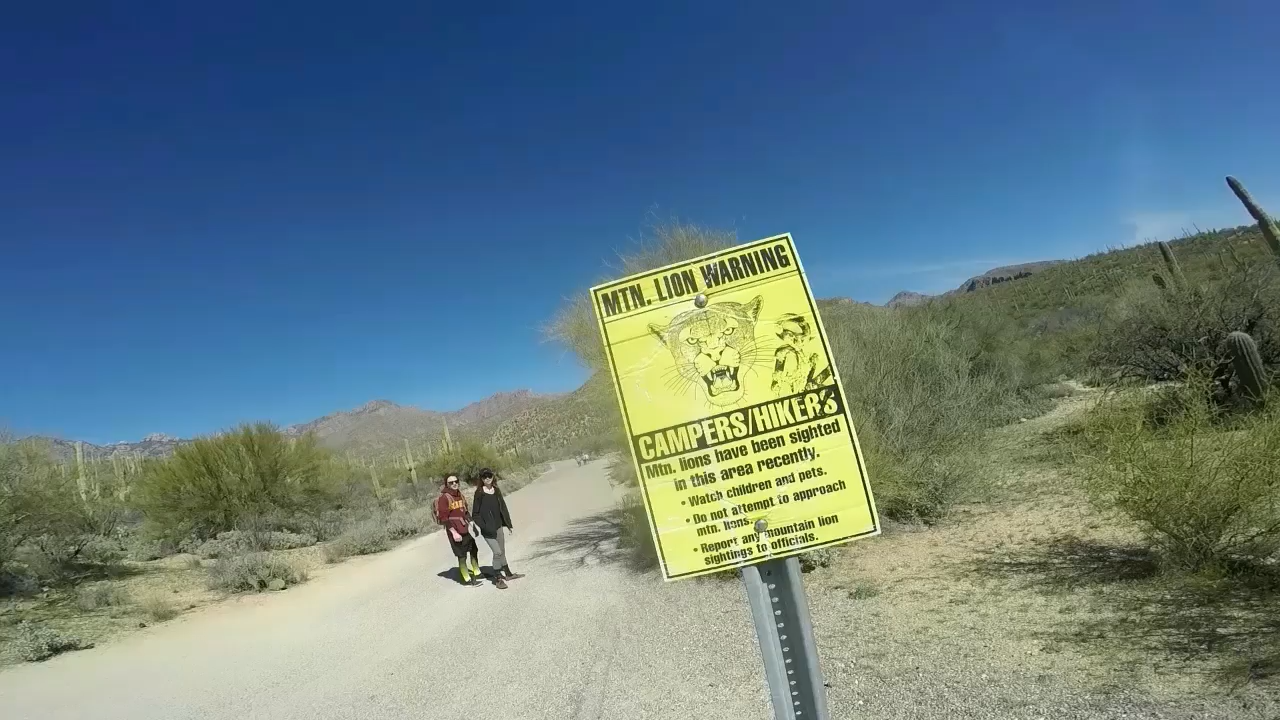 MTN. LION WARNING
CAMPERS/HIKERS
Mtn. lions have been sighted
in this area recently.
• Watch children and pets.
• Do not attempt to approach
mtn. lions.
• Report any mountain lion
sightings to officials.